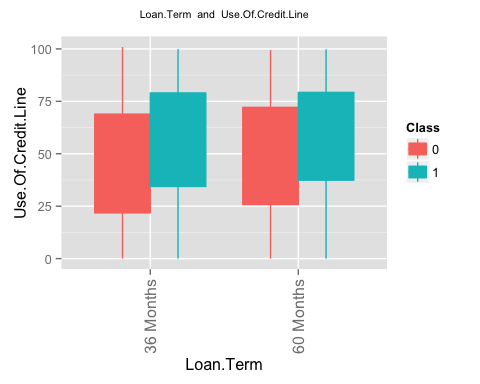 Loan.Term and Use.Of.Credit.Line
100
75
50
25
0
Use.Of.Credit.Line
36 Months
60 Months
Loan.Term
Class
0
1